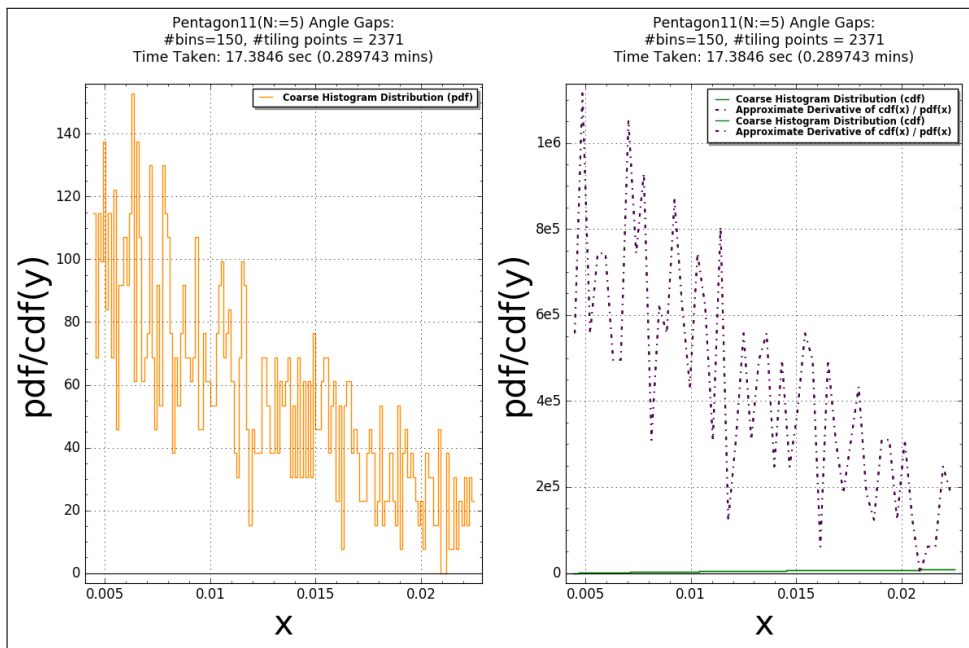 Pentagon11(N:=5) Angle Gaps:
#bins=150, #tiling points = 2371
Time Taken: 17.3846 sec (0.289743 mins)
Coarse Histogram Distribution (pdf)
pdf/cdf(y)
140
120
100
80
60
40
20
0
0.005
0.01
0.015
0.02
x
Pentagon11(N:=5) Angle Gaps:
#bins=150, #tiling points = 2371
Time Taken: 17.3846 sec (0.289743 mins)
Coarse Histogram Distribution (cdf)
Approximate Derivative of cdf(x) / pdf(x)
Coarse Histogram Distribution (cdf)
Approximate Derivative of cdf(x) / pdf(x)
pdf/cdf(y)
1e6
8e5
6e5
4e5
2e5
0
0.005
0.01
0.015
0.02
x